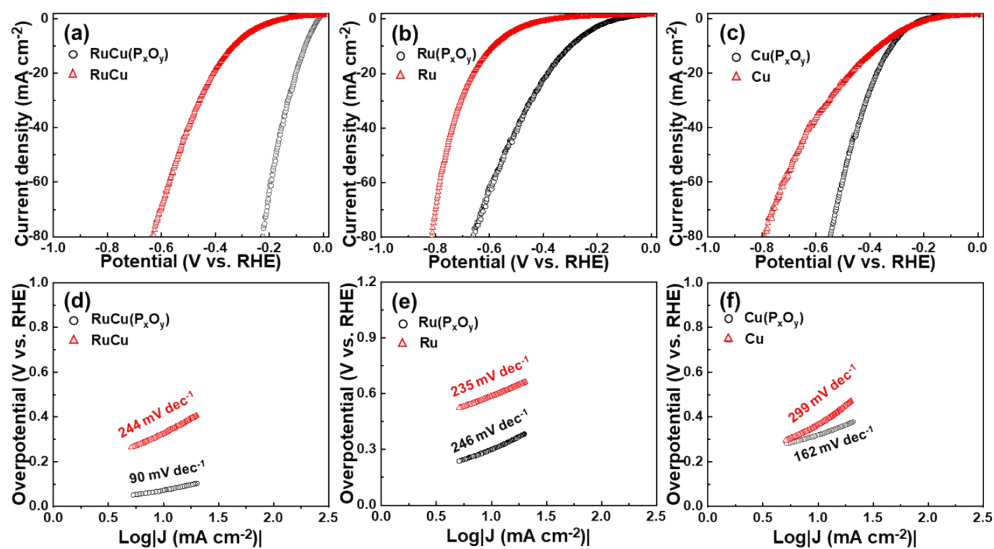 (a)
RuCu(PₓOᵧ)
RuCu
Current density (mA cm⁻²)
0
-20
-40
-60
-80
-1.0 -0.8 -0.6 -0.4 -0.2 0.0
Potential (V vs. RHE)
(b)
Ru(PₓOᵧ)
Ru
Current density (mA cm⁻²)
0
-20
-40
-60
-80
-1.0 -0.8 -0.6 -0.4 -0.2 0.0
Potential (V vs. RHE)
(c)
Cu(PₓOᵧ)
Cu
Current density (mA cm⁻²)
0
-20
-40
-60
-80
-1.0 -0.8 -0.6 -0.4 -0.2 0.0
Potential (V vs. RHE)
(d)
RuCu(PₓOᵧ)
RuCu
244 mV dec⁻¹
90 mV dec⁻¹
Overpotential (V vs. RHE)
1.0
0.8
0.6
0.4
0.2
0.0
0.0 0.5 1.0 1.5 2.0 2.5
Log|J (mA cm⁻²)|
(e)
Ru(PₓOᵧ)
Ru
235 mV dec⁻¹
246 mV dec⁻¹
Overpotential (V vs. RHE)
1.2
0.9
0.6
0.3
0.0
0.0 0.5 1.0 1.5 2.0 2.5
Log|J (mA cm⁻²)|
(f)
Cu(PₓOᵧ)
Cu
299 mV dec⁻¹
162 mV dec⁻¹
Overpotential (V vs. RHE)
1.0
0.8
0.6
0.4
0.2
0.0
0.0 0.5 1.0 1.5 2.0 2.5
Log|J (mA cm⁻²)|